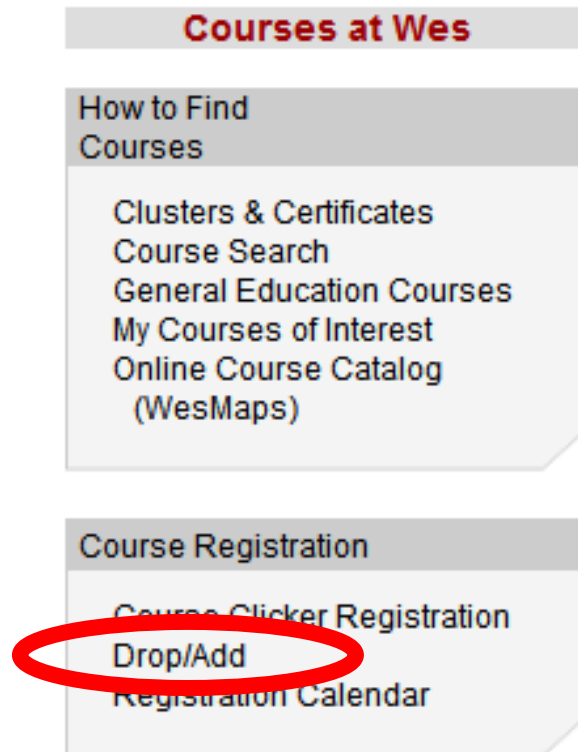 Courses at Wes
How to Find
Courses
Clusters & Certificates
Course Search
General Education Courses
My Courses of Interest
Online Course Catalog
(WesMaps)
Course Registration
Course Clicker Registration
Drop/Add
Registration Calendar